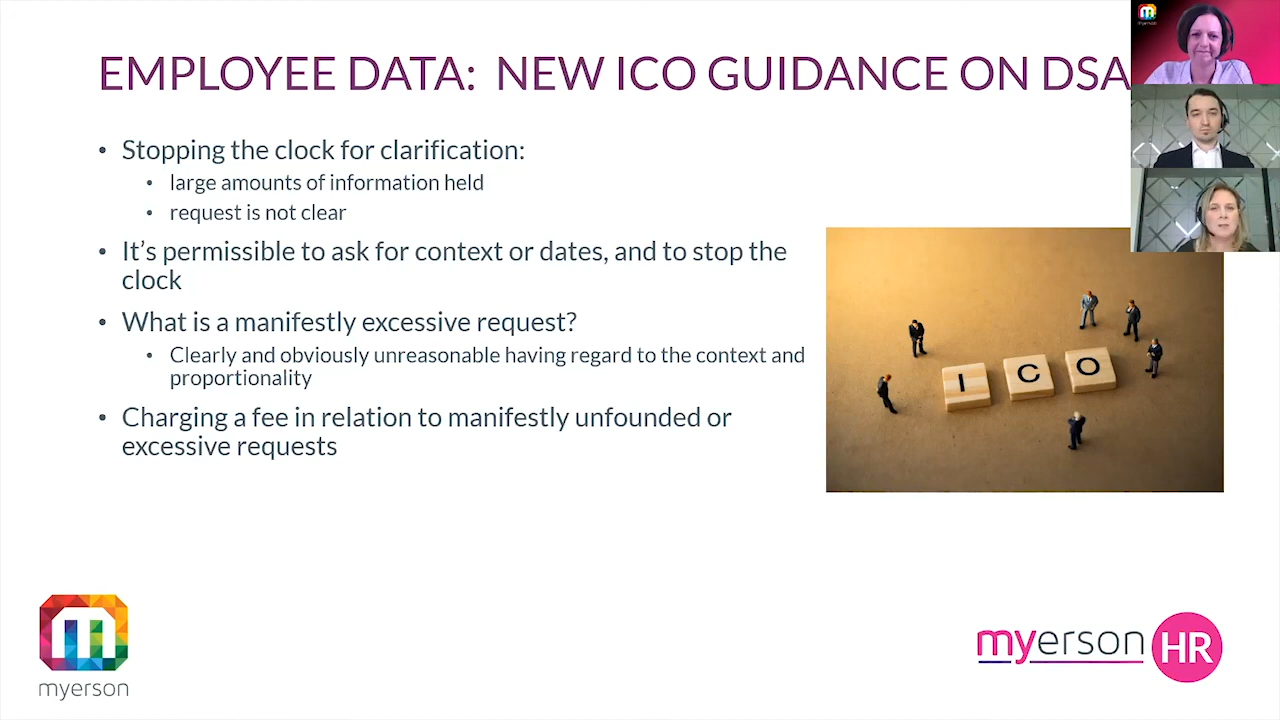 EMPLOYEE DATA: NEW ICO GUIDANCE ON DSA
• Stopping the clock for clarification:
• large amounts of information held
• request is not clear
• It’s permissible to ask for context or dates, and to stop the
clock
• What is a manifestly excessive request?
• Clearly and obviously unreasonable having regard to the context and
proportionality
• Charging a fee in relation to manifestly unfounded or
excessive requests
I C O
myerson
myerson HR
myerson